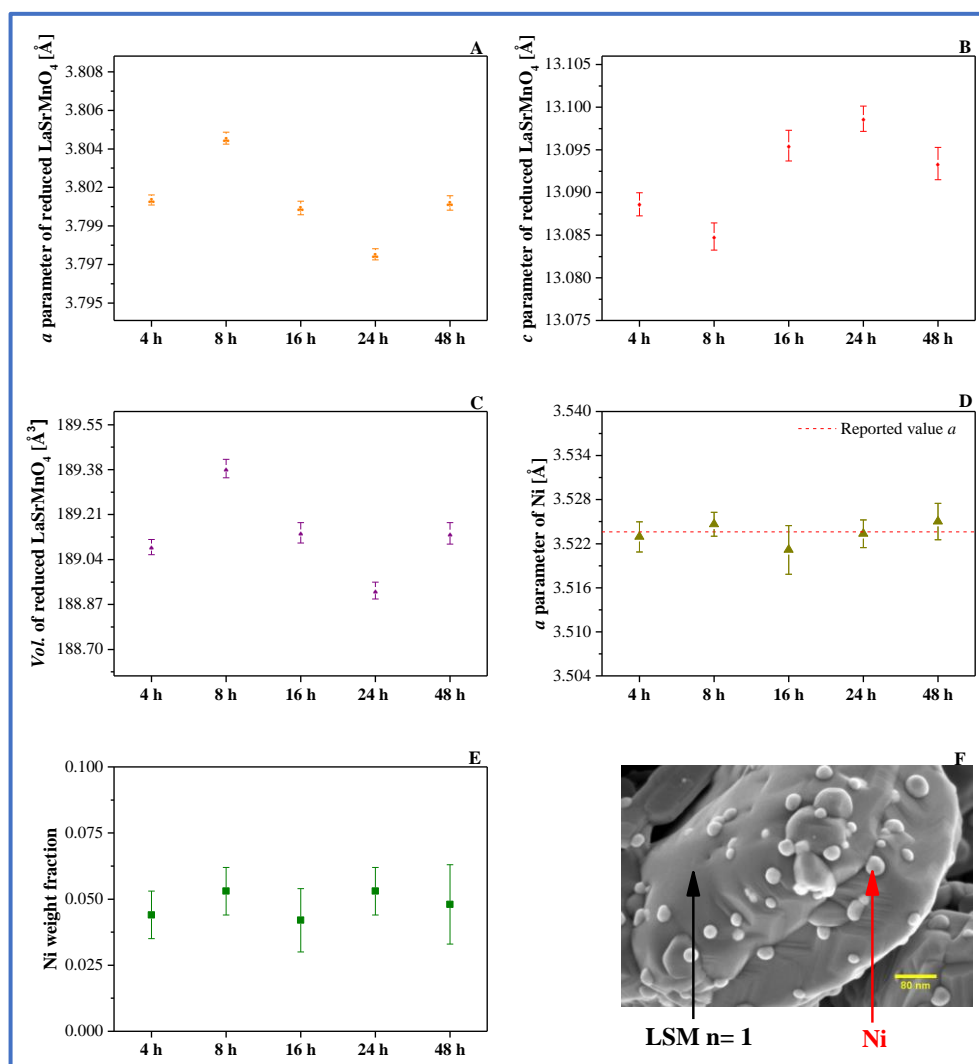 A
a parameter of reduced LaSrMnO₄ [Å]
3.808
3.806
3.804
3.802
3.799
3.797
3.795
4 h 8 h 16 h 24 h 48 h
B
c parameter of reduced LaSrMnO₄ [Å]
13.105
13.100
13.095
13.090
13.085
13.080
13.075
4 h 8 h 16 h 24 h 48 h
C
Vol. of reduced LaSrMnO₄ [Å³]
189.55
189.38
189.21
189.04
188.87
188.70
4 h 8 h 16 h 24 h 48 h
D
a parameter of Ni [Å]
3.540
3.534
3.528
3.522
3.516
3.510
3.504
Reported value a
4 h 8 h 16 h 24 h 48 h
E
Ni weight fraction
0.100
0.075
0.050
0.025
0.000
4 h 8 h 16 h 24 h 48 h
F
80 nm
LSM n= 1 Ni